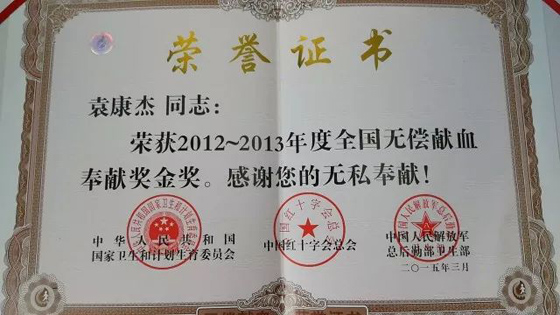 荣誉证书
袁康杰 同志：
荣获2012~2013年度全国无偿献血
奉献奖金奖。感谢您的无私奉献！
中华人民共和国
国家卫生和计划生育委员会
中国红十字会总会
中国人民解放军
总后勤部卫生部
二〇一五年三月